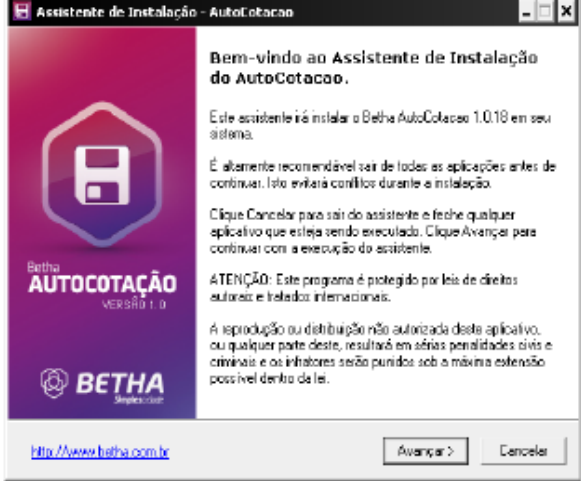 Assistente de Instalação - AutoCotacao
Bem-vindo ao Assistente de Instalação
do AutoCotacao.
Este assistente irá instalar o Betha AutoCotacao 1.0.18 em seu
sistema.
É altamente recomendável sair de todas as aplicações antes de
continuar. Isto evitará conflitos durante a instalação.
Clique Cancelar para sair do assistente e feche qualquer
aplicativo que esteja sendo executado. Clique Avançar para
continuar com a execução do assistente.
ATENÇÃO: Este programa é protegido por leis de direitos
autorais e tratados internacionais.
A reprodução ou distribuição não autorizada deste aplicativo,
ou qualquer parte deste, resultará em sérias penalidades civis e
criminais e os infratores serão punidos sob a máxima extensão
possível dentro da lei.
Betha
AUTOCOTAÇÃO
VERSÃO 1.0
BETHA
http://www.betha.com.br
Avançar >
Cancelar